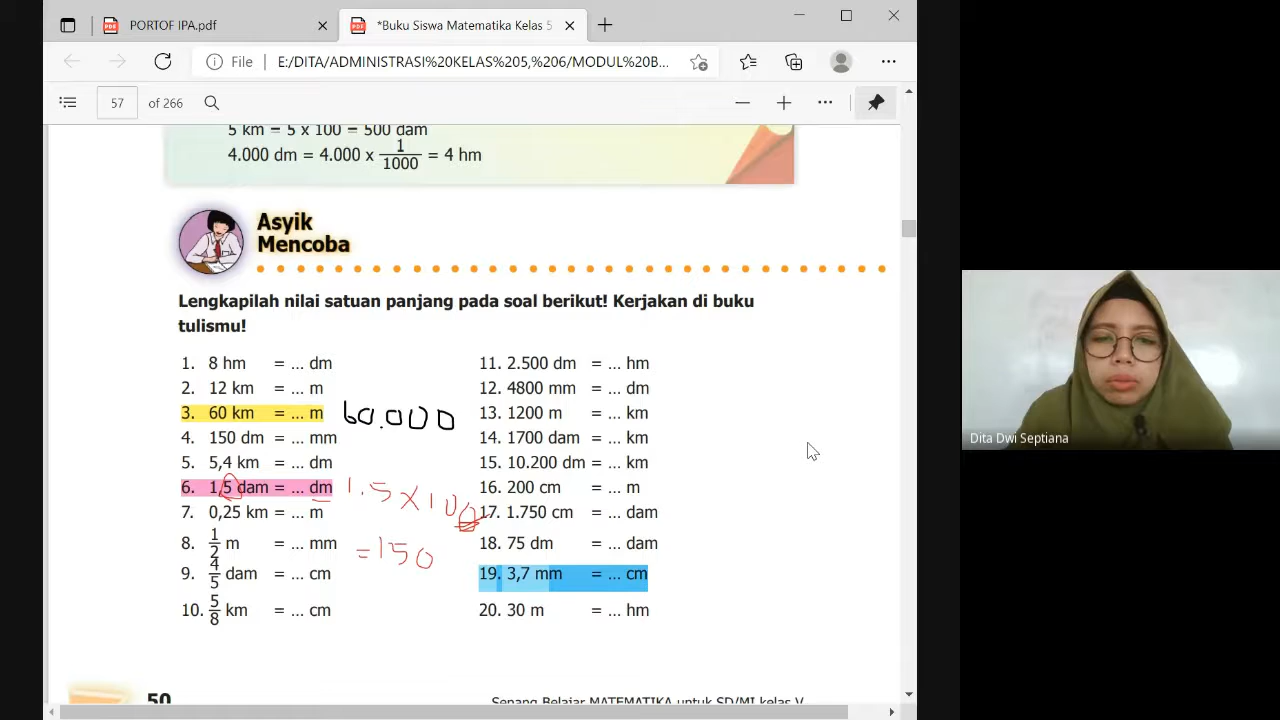 PORTOF IPA.pdf
*Buku Siswa Matematika Kelas 5
File
E:/DITA/ADMINISTRASI%20KELAS%205,%206/MODUL%20B...
57 of 266
5 km = 5 x 100 = 500 dam
4.000 dm = 4.000 x 1/1000 = 4 hm
Asyik
Mencoba
Lengkapilah nilai satuan panjang pada soal berikut! Kerjakan di buku
tulismu!
1. 8 hm = ... dm
2. 12 km = ... m
3. 60 km = ... m 60.000
4. 150 dm = ... mm
5. 5,4 km = ... dm
6. 1,5 dam = ... dm = 1.5 x 100
7. 0,25 km = ... m
8. 1/2 m = ... mm = 150
9. 4/5 dam = ... cm
10. 5/8 km = ... cm
11. 2.500 dm = ... hm
12. 4800 mm = ... dm
13. 1200 m = ... km
14. 1700 dam = ... km
15. 10.200 dm = ... km
16. 200 cm = ... m
17. 1.750 cm = ... dam
18. 75 dm = ... dam
19. 3,7 mm = ... cm
20. 30 m = ... hm
50
Senang Belajar MATEMATIKA untuk SD/MI kelas V
Dita Dwi Septiana